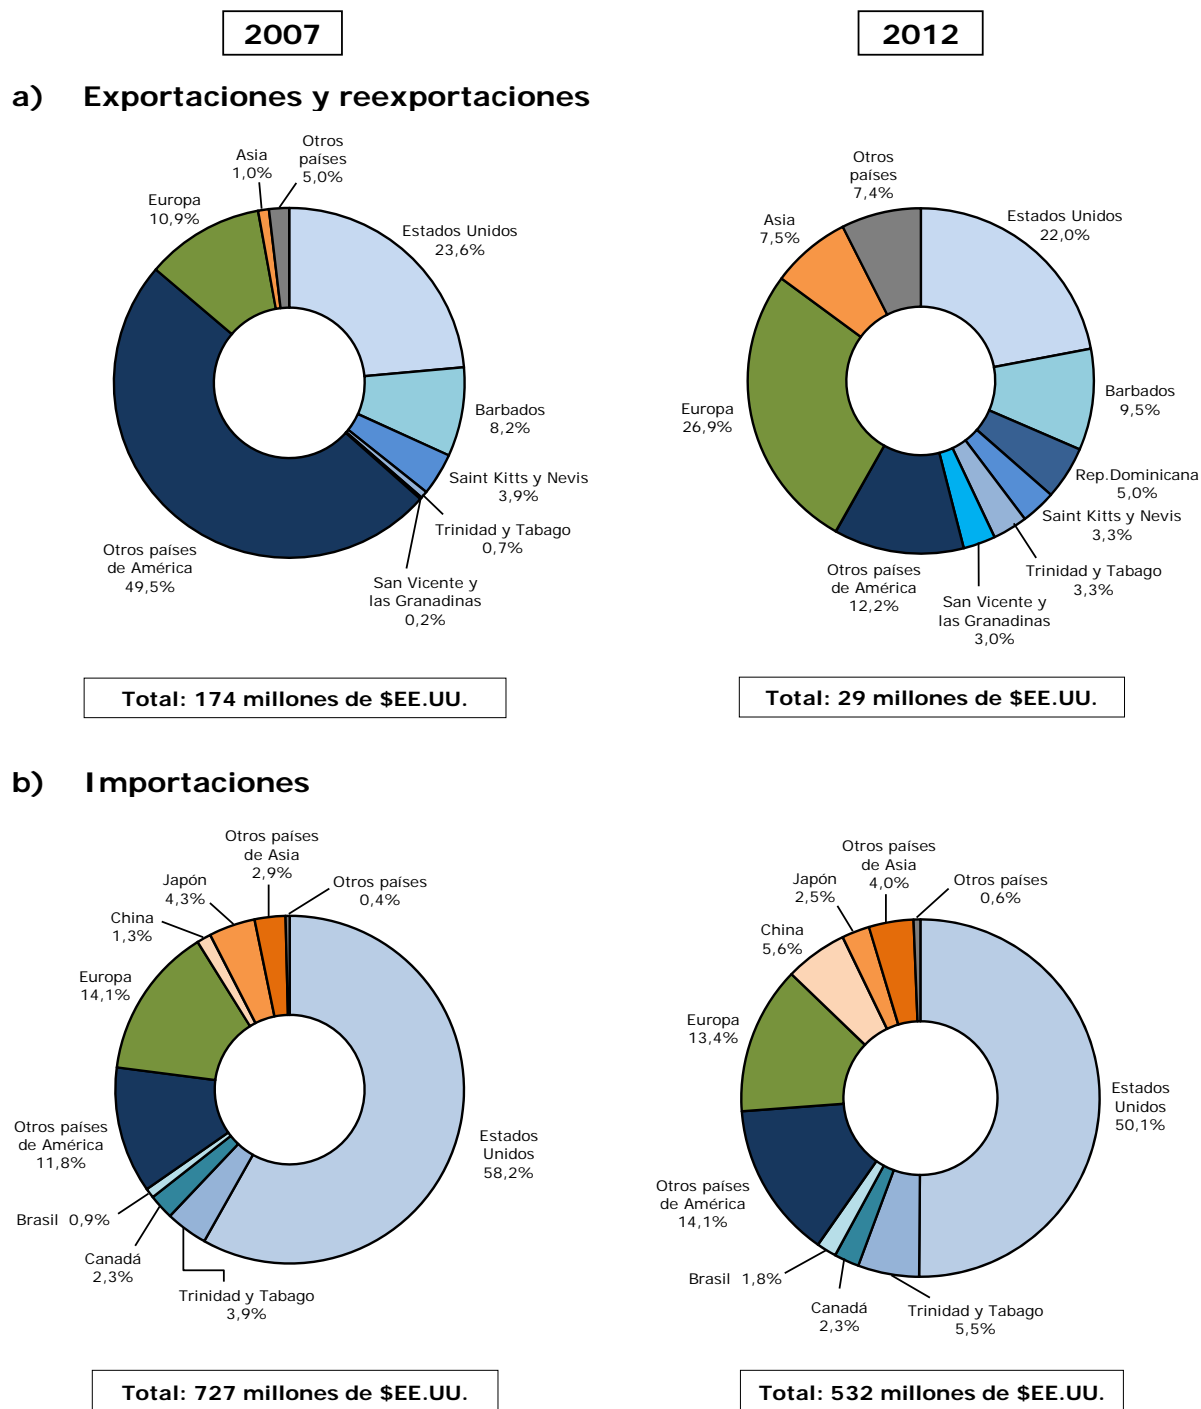 2007
2012
a) Exportaciones y reexportaciones
Asia
1,0%
Otros
países
5,0%
Europa
10,9%
Estados Unidos
23,6%
Barbados
8,2%
Saint Kitts y Nevis
3,9%
Trinidad y Tabago
0,7%
San Vicente y
las Granadinas
0,2%
Otros países
de América
49,5%
Total: 174 millones de $EE.UU.
Otros
países
7,4%
Asia
7,5%
Estados Unidos
22,0%
Barbados
9,5%
Rep.Dominicana
5,0%
Saint Kitts y Nevis
3,3%
Trinidad y Tabago
3,3%
San Vicente y
las Granadinas
3,0%
Otros países
de América
12,2%
Europa
26,9%
Total: 29 millones de $EE.UU.
b) Importaciones
Otros países
de Asia
2,9%
Otros países
0,4%
Japón
4,3%
China
1,3%
Europa
14,1%
Otros países
de América
11,8%
Brasil 0,9%
Canadá
2,3%
Trinidad y Tabago
3,9%
Estados
Unidos
58,2%
Total: 727 millones de $EE.UU.
Otros países
de Asia
4,0%
Otros países
0,6%
Japón
2,5%
China
5,6%
Europa
13,4%
Otros países
de América
14,1%
Brasil 1,8%
Canadá
2,3%
Trinidad y Tabago
5,5%
Estados
Unidos
50,1%
Total: 532 millones de $EE.UU.